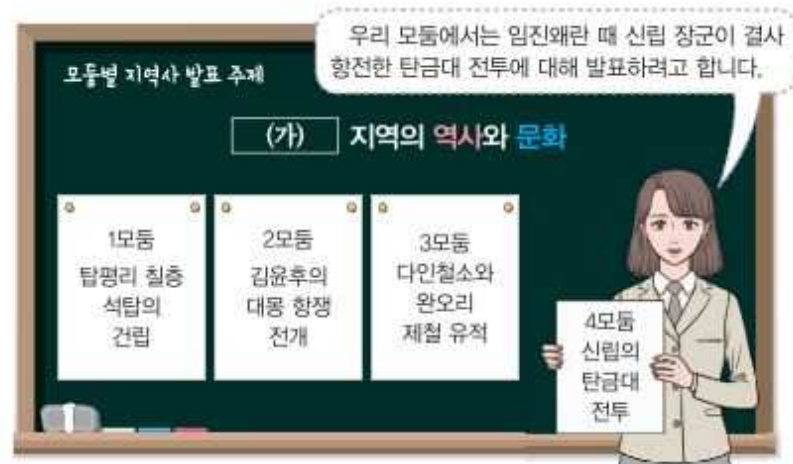 우리 모둠에서는 임진왜란 때 신립 장군이 결사
항전한 탄금대 전투에 대해 발표하려고 합니다.
모둠별 지역사 발표 주제
(가) 지역의 역사와 문화
1모둠
탑평리 칠층
석탑의
건립
2모둠
김윤후의
대몽 항쟁
전개
3모둠
다인철소와
완오리
제철 유적
4모둠
신립의
탄금대
전투